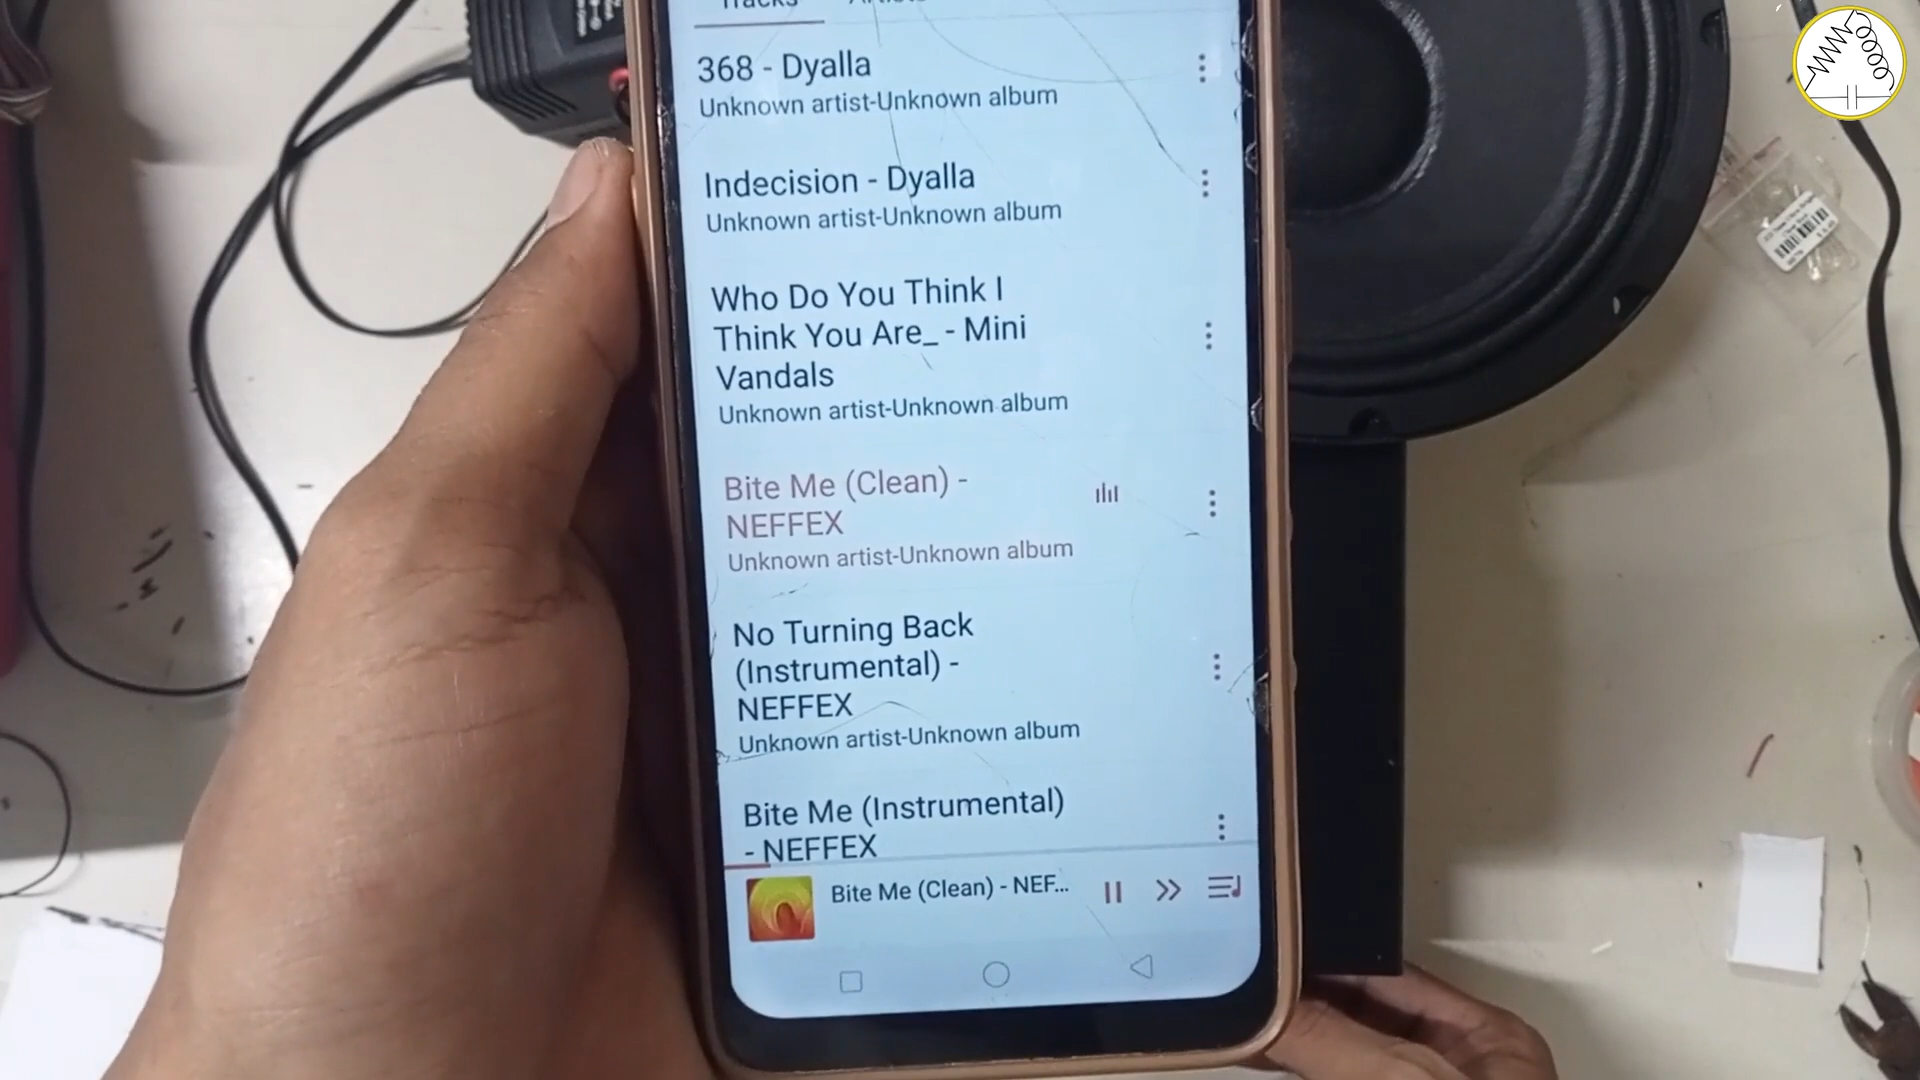 Tracks
368 - Dyalla
Unknown artist-Unknown album
Indecision - Dyalla
Unknown artist-Unknown album
Who Do You Think I
Think You Are_ - Mini
Vandals
Unknown artist-Unknown album
Bite Me (Clean) -
NEFFEX
Unknown artist-Unknown album
No Turning Back
(Instrumental) -
NEFFEX
Unknown artist-Unknown album
Bite Me (Instrumental)
- NEFFEX
Bite Me (Clean) - NEF...